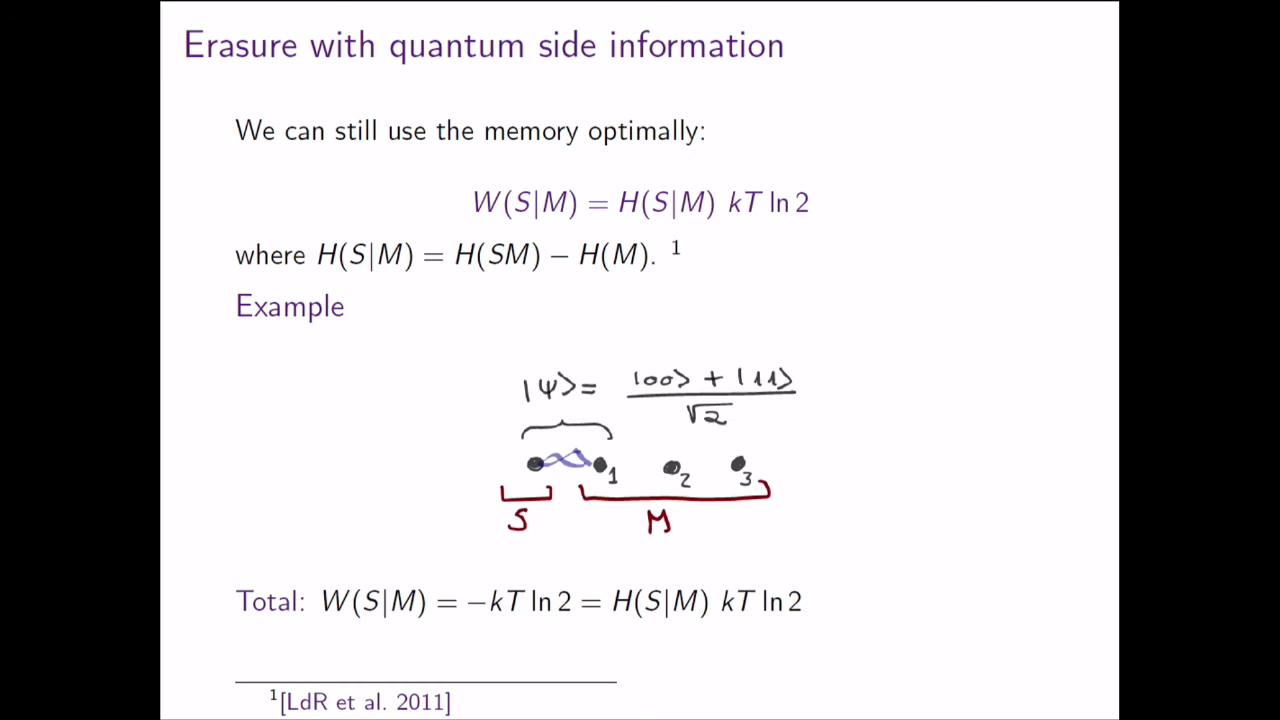 Erasure with quantum side information
We can still use the memory optimally:
W(S|M) = H(S|M) kT ln 2
where H(S|M) = H(SM) − H(M). ¹
Example
|ψ⟩ = (|00⟩ + |11⟩)/√2
1 2 3
S M
Total: W(S|M) = −kT ln 2 = H(S|M) kT ln 2
¹[LdR et al. 2011]